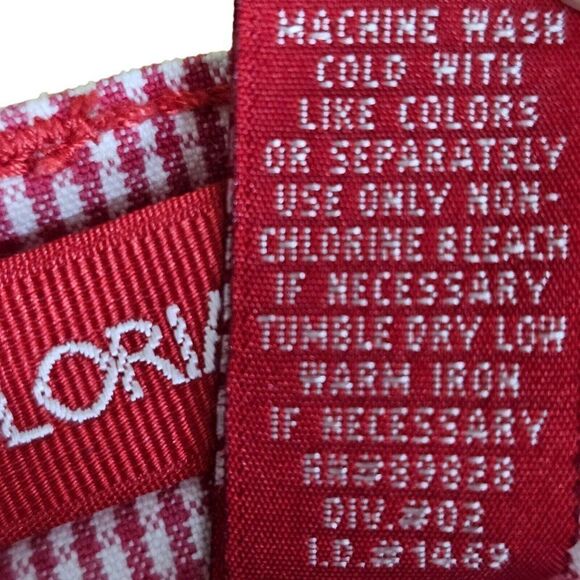 MACHINE WASH
COLD WITH
LIKE COLORS
OR SEPARATELY
USE ONLY NON-
CHLORINE BLEACH
IF NECESSARY
TUMBLE DRY LOW
WARM IRON
IF NECESSARY
RN#89828
DIV.#02
I.D.#1469
LORIA